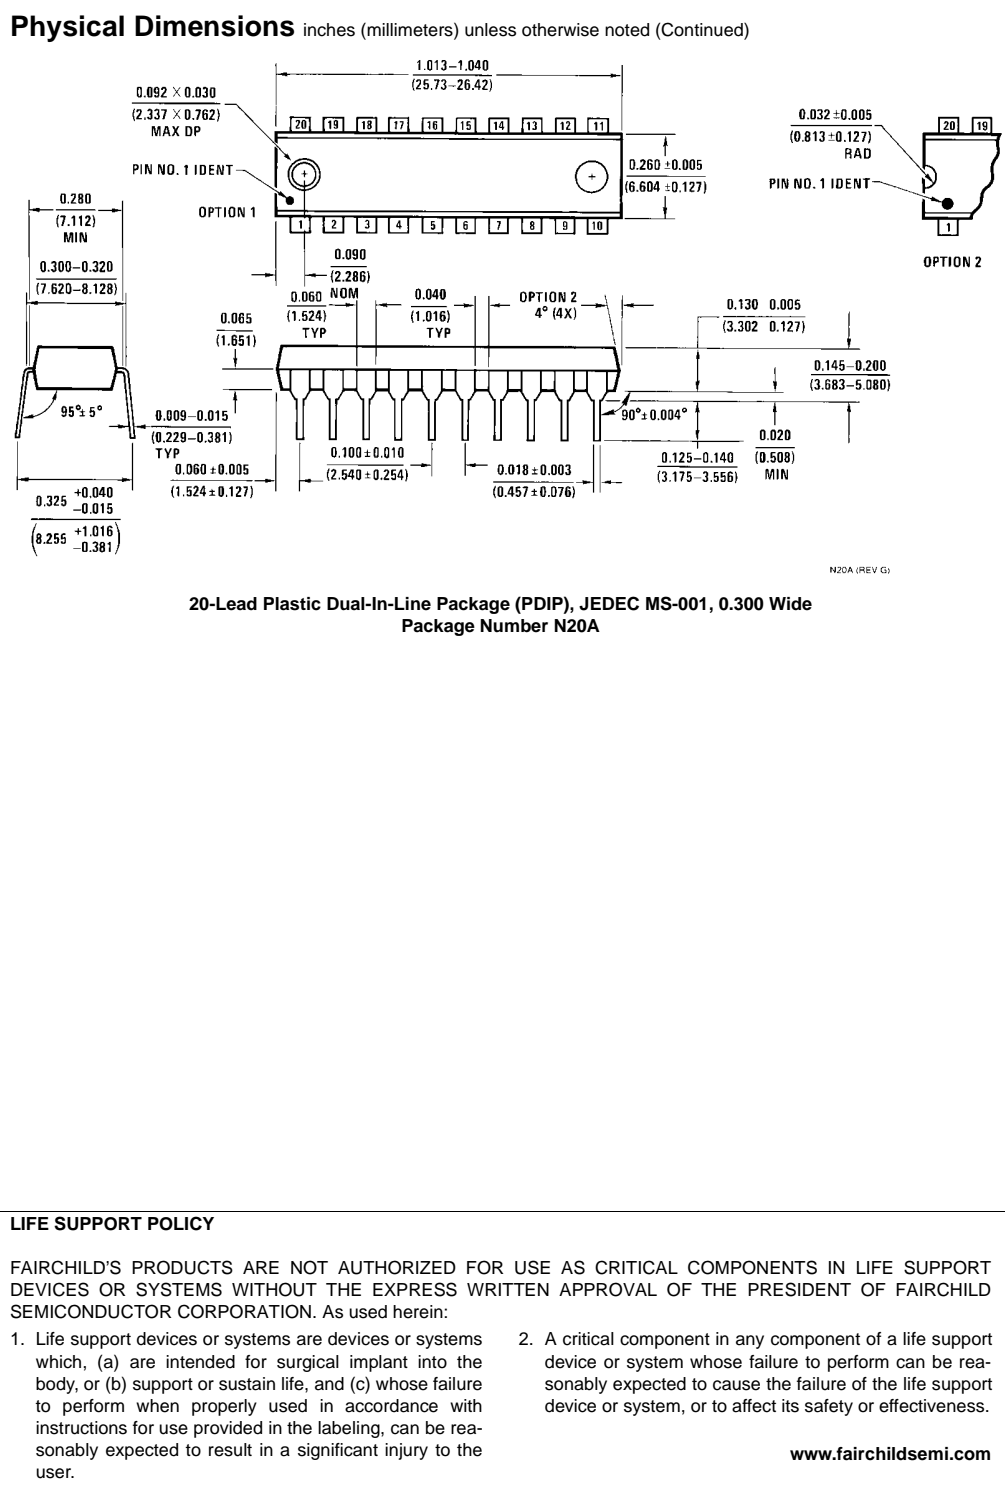 Physical Dimensions inches (millimeters) unless otherwise noted (Continued)
1.013–1.040
(25.73–26.42)
0.092 × 0.030
(2.337 × 0.762)
MAX DP
20 19 18 17 16 15 14 13 12 11
0.032 ±0.005
(0.813 ±0.127)
RAD
20 19
PIN NO. 1 IDENT
0.260 ±0.005
(6.604 ±0.127)
PIN NO. 1 IDENT
0.280
(7.112)
MIN
OPTION 1
1 2 3 4 5 6 7 8 9 10
1
OPTION 2
0.300–0.320
(7.620–8.128)
0.090
(2.286)
NOM
0.060
(1.524)
TYP
0.040
(1.016)
TYP
OPTION 2
4° (4X)
0.130 0.005
(3.302 0.127)
0.065
(1.651)
0.145–0.200
(3.683–5.080)
95°± 5°
0.009–0.015
(0.229–0.381)
TYP
90°± 0.004°
0.020
(0.508)
MIN
0.100 ± 0.010
(2.540 ± 0.254)
0.125–0.140
(3.175–3.556)
0.060 ±0.005
(1.524 ± 0.127)
0.018 ± 0.003
(0.457 ± 0.076)
0.325 +0.040
–0.015
(8.255 +1.016
–0.381)
N20A (REV G)
20-Lead Plastic Dual-In-Line Package (PDIP), JEDEC MS-001, 0.300 Wide
Package Number N20A
LIFE SUPPORT POLICY
FAIRCHILD'S PRODUCTS ARE NOT AUTHORIZED FOR USE AS CRITICAL COMPONENTS IN LIFE SUPPORT
DEVICES OR SYSTEMS WITHOUT THE EXPRESS WRITTEN APPROVAL OF THE PRESIDENT OF FAIRCHILD
SEMICONDUCTOR CORPORATION. As used herein:
1. Life support devices or systems are devices or systems
which, (a) are intended for surgical implant into the
body, or (b) support or sustain life, and (c) whose failure
to perform when properly used in accordance with
instructions for use provided in the labeling, can be rea-
sonably expected to result in a significant injury to the
user.
2. A critical component in any component of a life support
device or system whose failure to perform can be rea-
sonably expected to cause the failure of the life support
device or system, or to affect its safety or effectiveness.
www.fairchildsemi.com